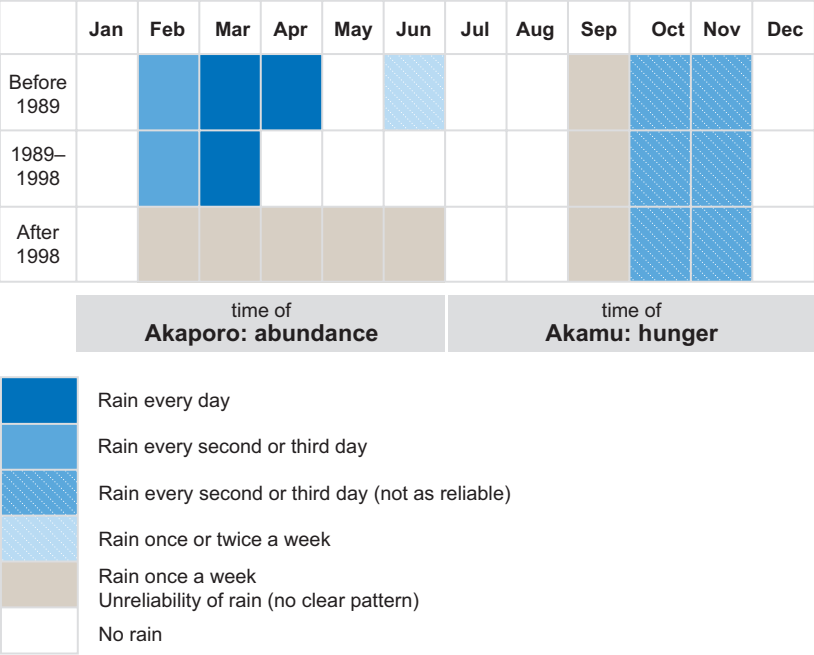 Jan Feb Mar Apr May Jun Jul Aug Sep Oct Nov Dec
Before
1989
1989–
1998
After
1998
time of
Akaporo: abundance
time of
Akamu: hunger
Rain every day
Rain every second or third day
Rain every second or third day (not as reliable)
Rain once or twice a week
Rain once a week
Unreliability of rain (no clear pattern)
No rain